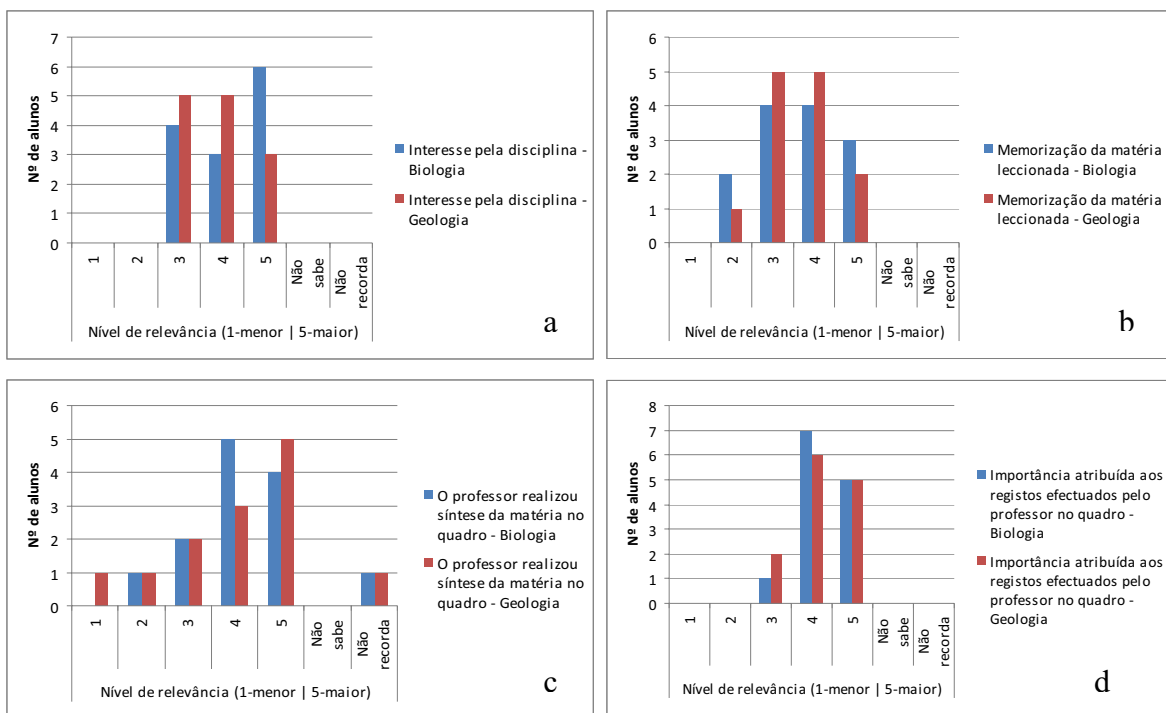 7
6
5
4
3
2
1
0
Nº de alunos
1
2
3
4
5
Não sabe
Não recorda
Nível de relevância (1-menor | 5-maior)
Interesse pela disciplina -
Biologia
Interesse pela disciplina -
Geologia
a
6
5
4
3
2
1
0
Nº de alunos
1
2
3
4
5
Não
sabe
Não
recorda
Nível de relevância (1-menor | 5-maior)
Memorização da matéria
leccionada - Biologia
Memorização da matéria
leccionada - Geologia
b
6
5
4
3
2
1
0
Nº de alunos
1
2
3
4
5
Não
sabe
Não
recorda
Nível de relevância (1-menor | 5-maior)
O professor realizou
síntese da matéria no
quadro - Biologia
O professor realizou
síntese da matéria no
quadro - Geologia
c
8
7
6
5
4
3
2
1
0
Nº de alunos
1
2
3
4
5
Não
sabe
Não
recorda
Nível de relevância (1-menor | 5-maior)
Importância atribuída aos
registos efectuados pelo
professor no quadro -
Biologia
Importância atribuída aos
registos efectuados pelo
professor no quadro -
Geologia
d